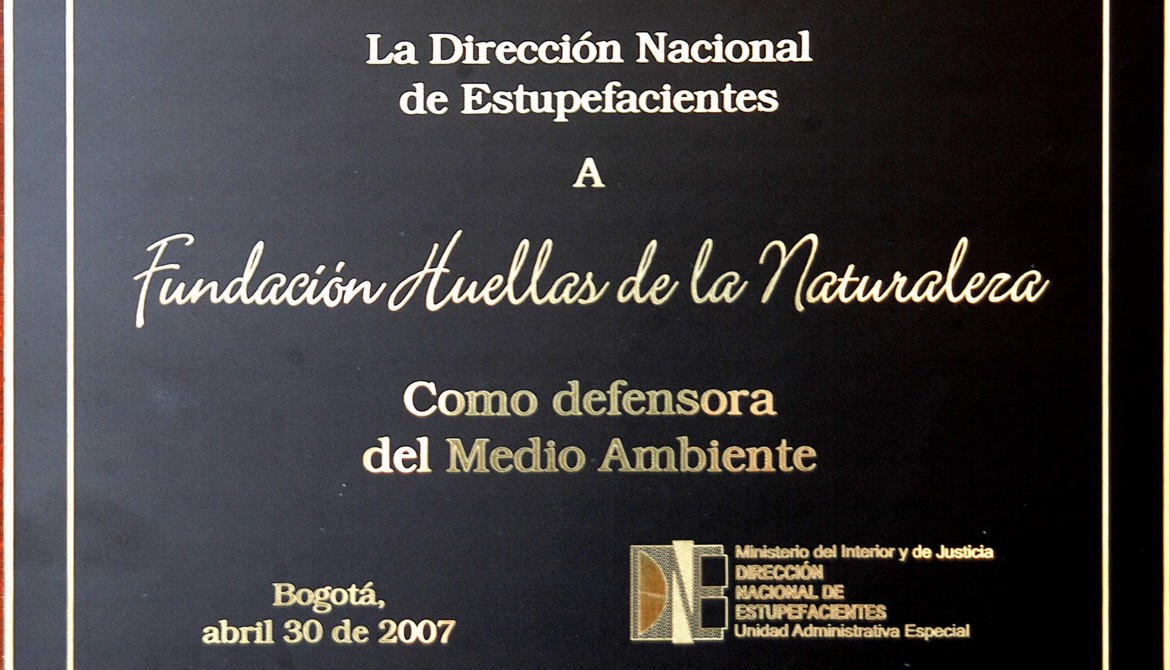 La Dirección Nacional
de Estupefacientes
A
Fundación Huellas de la Naturaleza
Como defensora
del Medio Ambiente
Bogotá,
abril 30 de 2007
DNE
Ministerio del Interior y de Justicia
DIRECCIÓN
NACIONAL DE
ESTUPEFACIENTES
Unidad Administrativa Especial